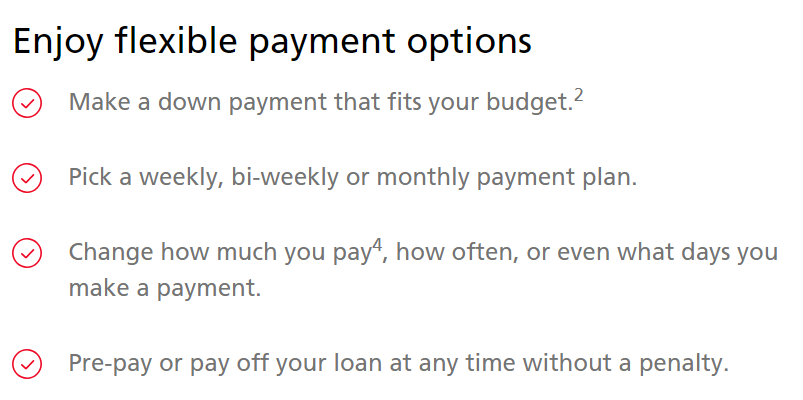 Enjoy flexible payment options
Make a down payment that fits your budget.2
Pick a weekly, bi-weekly or monthly payment plan.
Change how much you pay4, how often, or even what days you
make a payment.
Pre-pay or pay off your loan at any time without a penalty.